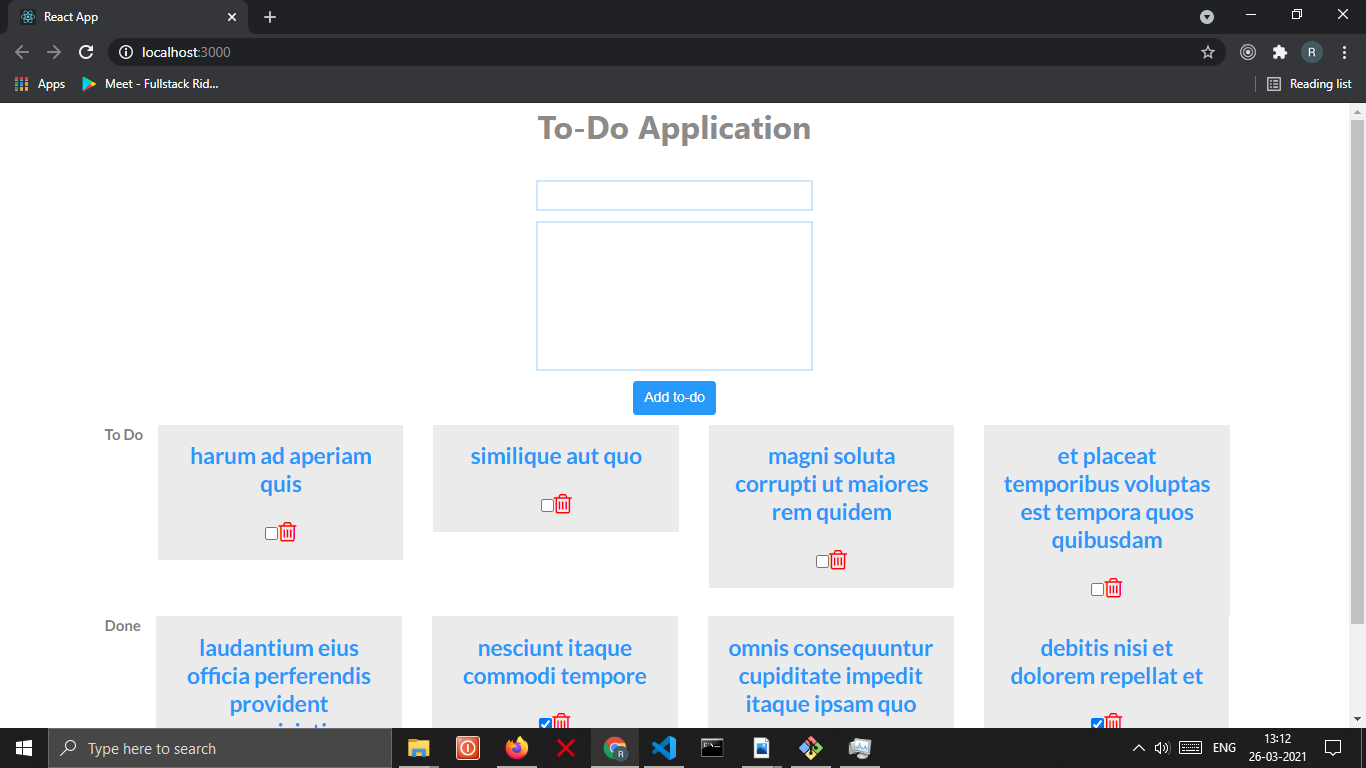 React App
localhost:3000
R
Apps
Meet - Fullstack Rid...
Reading list
To-Do Application
Add to-do
To Do
harum ad aperiam
quis
similique aut quo
magni soluta
corrupti ut maiores
rem quidem
et placeat
temporibus voluptas
est tempora quos
quibusdam
Done
laudantium eius
officia perferendis
provident
nesciunt itaque
commodi tempore
omnis consequuntur
cupiditate impedit
itaque ipsam quo
debitis nisi et
dolorem repellat et
Type here to search
R
ENG
13:12
26-03-2021